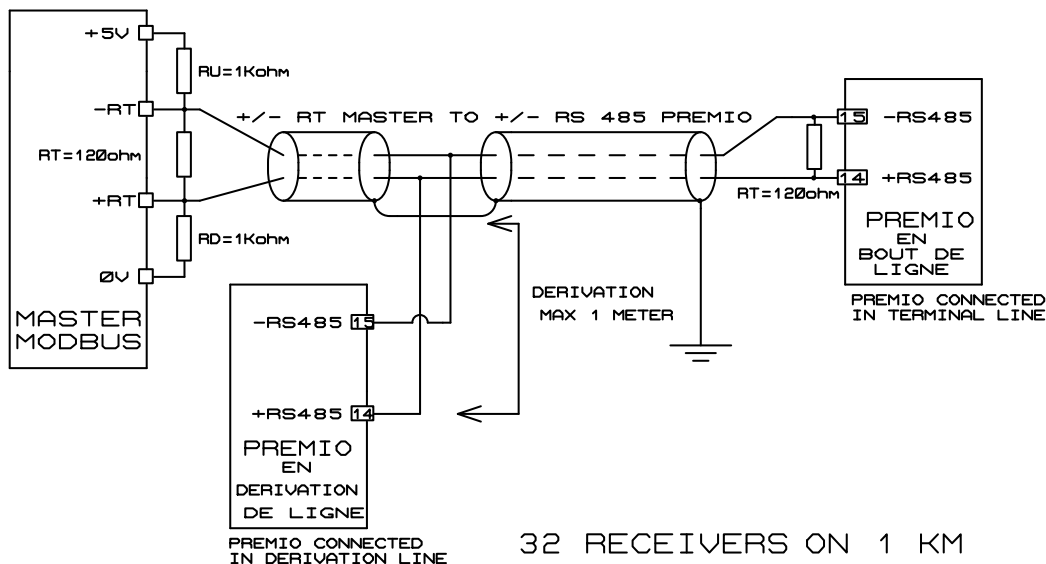 +5V
RU=1Kohm
-RT
+/- RT MASTER TO +/- RS 485 PREMIO
RT=120ohm
+RT
RD=1Kohm
0V
MASTER
MODBUS
15 -RS485
14 +RS485
RT=120ohm
PREMIO
EN
BOUT DE
LIGNE
PREMIO CONNECTED
IN TERMINAL LINE
DERIVATION
MAX 1 METER
-RS485 15
+RS485 14
PREMIO
EN
DERIVATION
DE LIGNE
PREMIO CONNECTED
IN DERIVATION LINE
32 RECEIVERS ON 1 KM